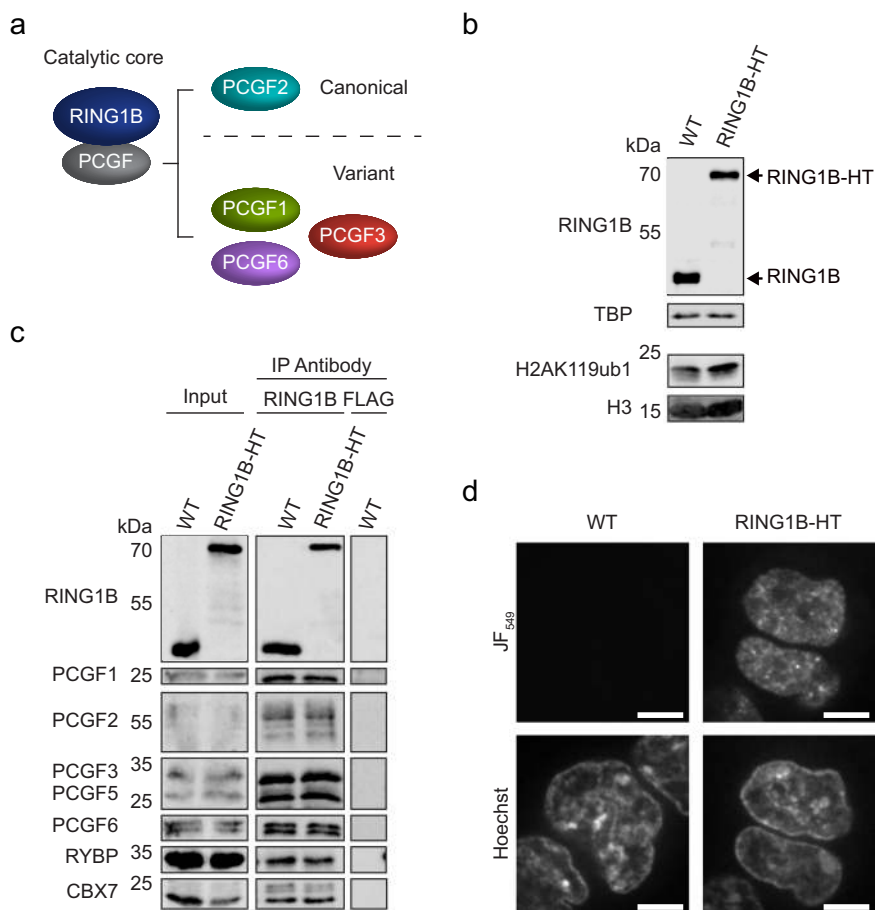 a
Catalytic core
RING1B
PCGF
PCGF2
Canonical
Variant
PCGF1
PCGF3
PCGF6
b
WT
RING1B-HT
kDa
70
RING1B-HT
RING1B
55
RING1B
TBP
25
H2AK119ub1
H3
15
c
IP Antibody
Input
RING1B FLAG
WT
RING1B-HT
WT
RING1B-HT
WT
kDa
70
RING1B
55
PCGF1 25
PCGF2
55
PCGF3 35
PCGF5
25
PCGF6
RYBP 35
CBX7 25
d
WT
RING1B-HT
JF549
Hoechst